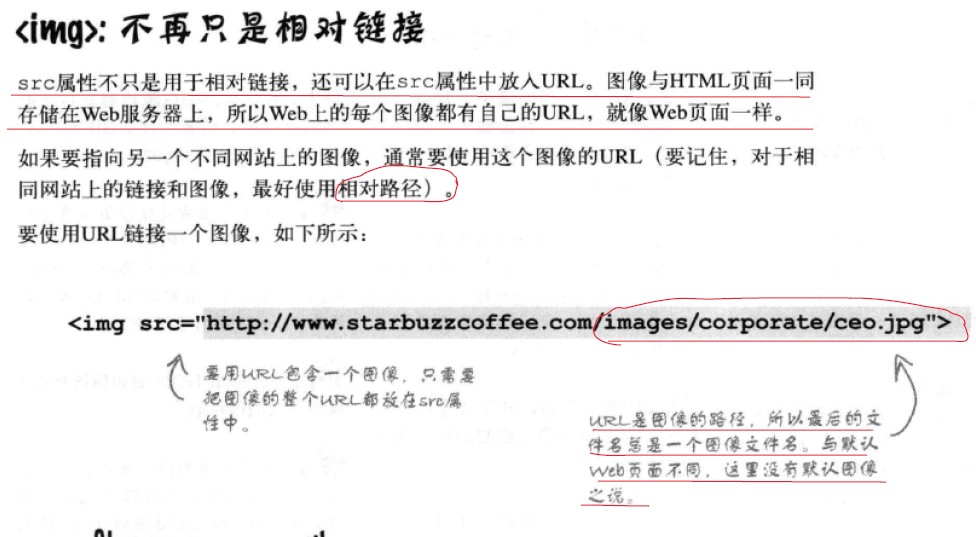 <img>: 不再只是相对链接
src属性不只是用于相对链接，还可以在src属性中放入URL。图像与HTML页面一同
存储在Web服务器上，所以Web上的每个图像都有自己的URL，就像Web页面一样。
如果要指向另一个不同网站上的图像，通常要使用这个图像的URL（要记住，对于相
同网站上的链接和图像，最好使用相对路径）。
要使用URL链接一个图像，如下所示：
<img src="http://www.starbuzzcoffee.com/images/corporate/ceo.jpg">
要用URL包含一个图像，只需要
把图像的整个URL都放在src属
性中。
URL是图像的路径，所以最后的文
件名总是一个图像文件名。与默认
Web页面不同，这里没有默认图像
之说。